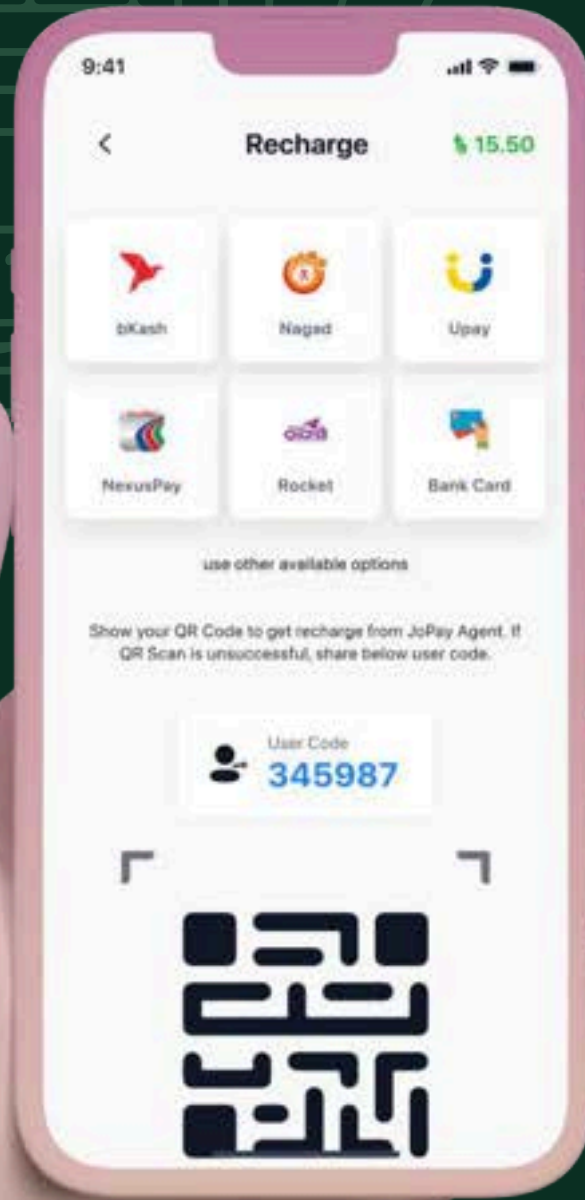 9:41
Recharge
৳ 15.50
bKash
Nagad
Upay
NexusPay
Rocket
Bank Card
use other available options
Show your QR Code to get recharge from JoPay Agent. If
QR Scan is unsuccessful, share below user code.
User Code
345987